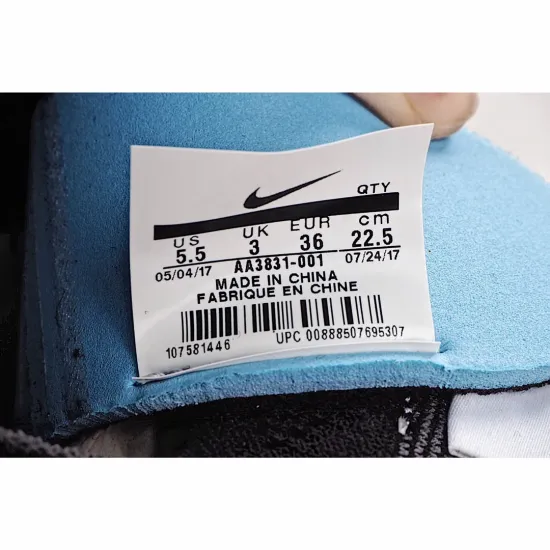 QTY
US UK EUR cm
5.5 3 36 22.5
05/04/17 AA3831-001 07/24/17
MADE IN CHINA
FABRIQUE EN CHINE
107581446 UPC 00888507695307